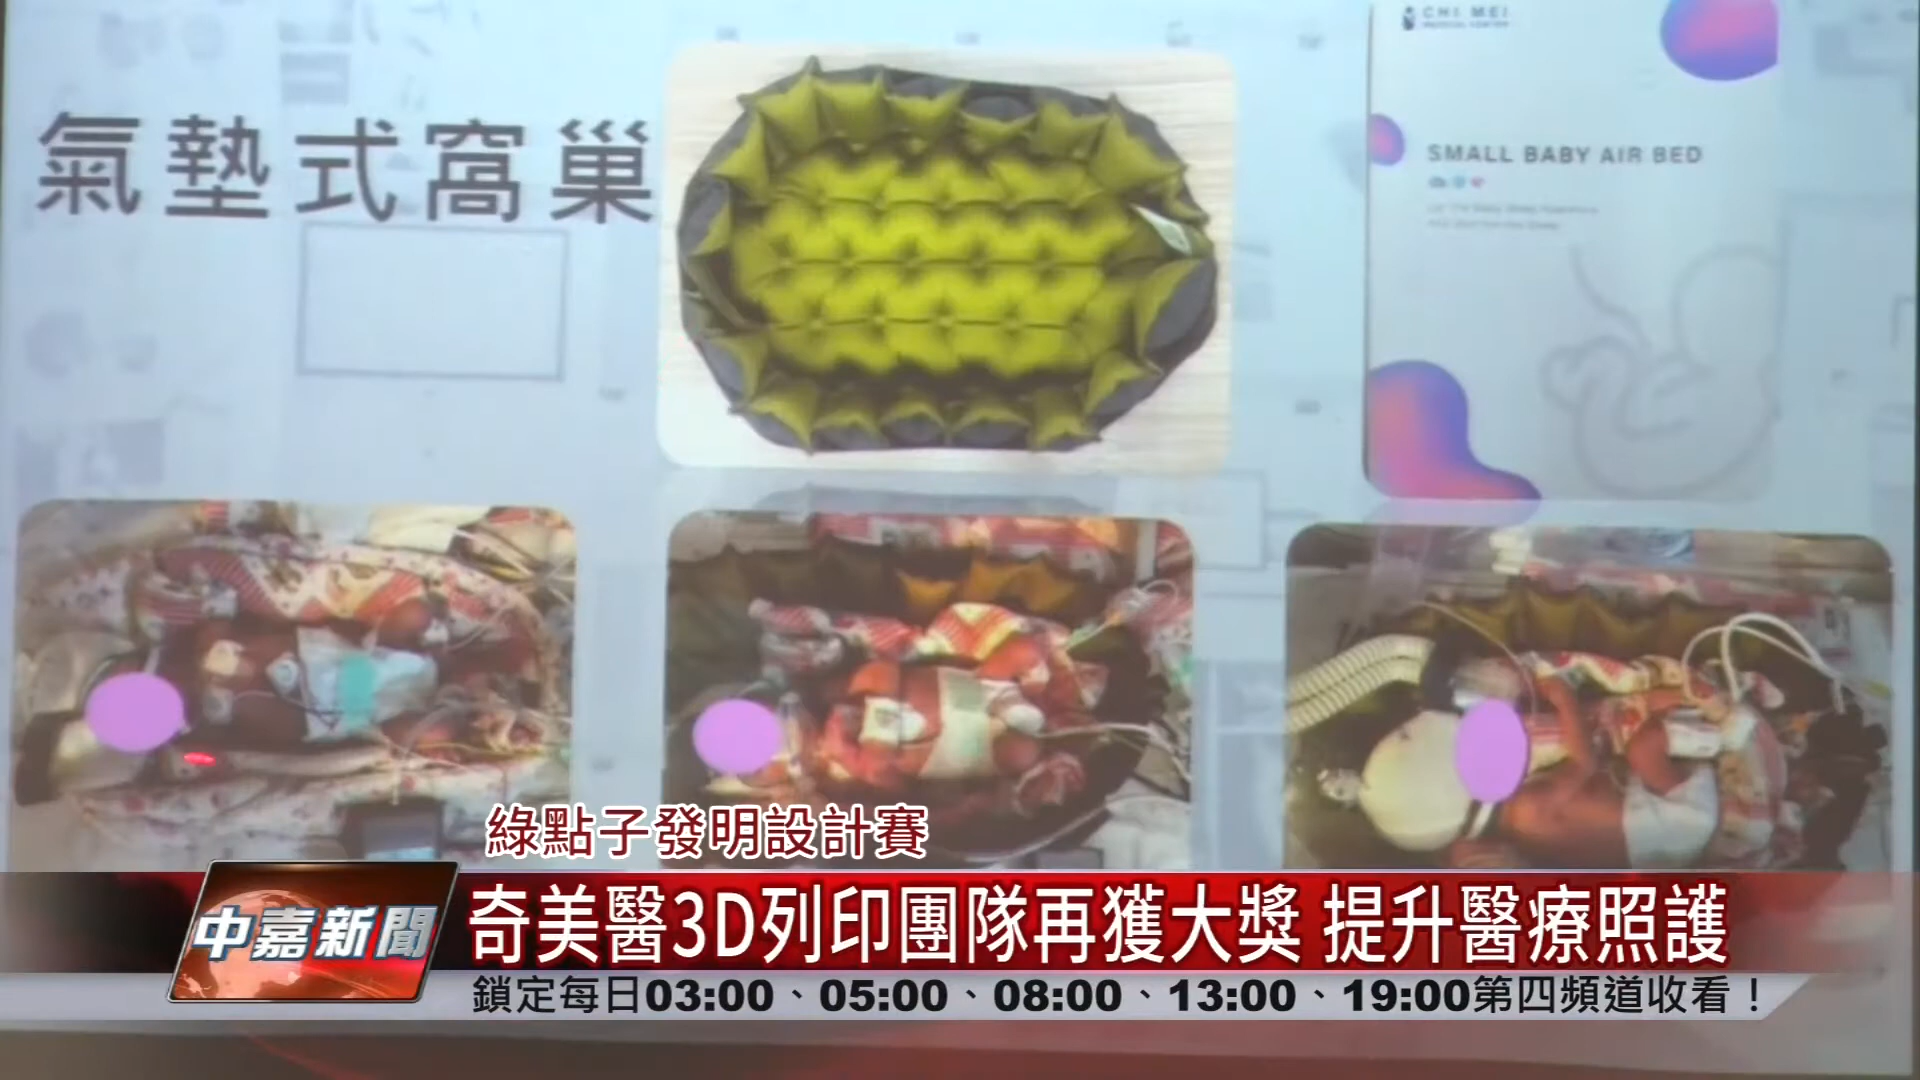 CHI MEI
MEDICAL CENTER
氣墊式窩巢
SMALL BABY AIR BED
綠點子發明設計賽
中嘉新聞
奇美醫3D列印團隊再獲大獎 提升醫療照護
鎖定每日03:00、05:00、08:00、13:00、19:00第四頻道收看！